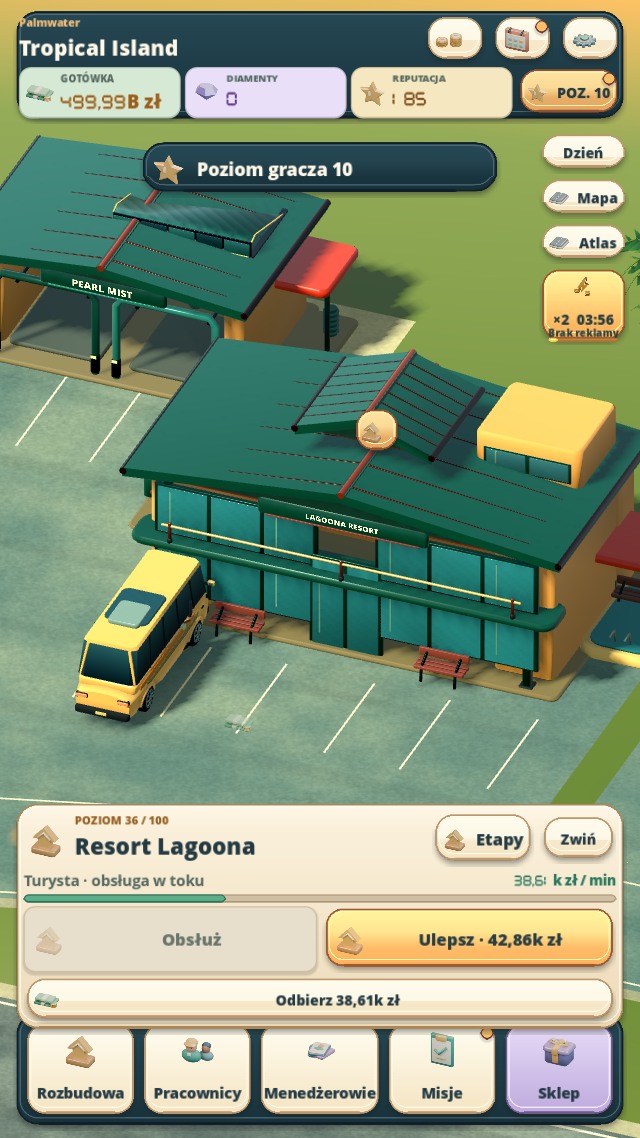 Palmwater
Tropical Island
GOTÓWKA
499,99B zł
DIAMENTY
0
REPUTACJA
185
POZ. 10
Poziom gracza 10
Dzień
Mapa
Atlas
×2 03:56
Brak reklamy
PEARL MIST
LAGOONA RESORT
POZIOM 36 / 100
Resort Lagoona
Etapy
Zwiń
Turysta · obsługa w toku
38,61 k zł / min
Obsłuż
Ulepsz · 42,86k zł
Odbierz 38,61k zł
Rozbudowa
Pracownicy
Menedżerowie
Misje
Sklep